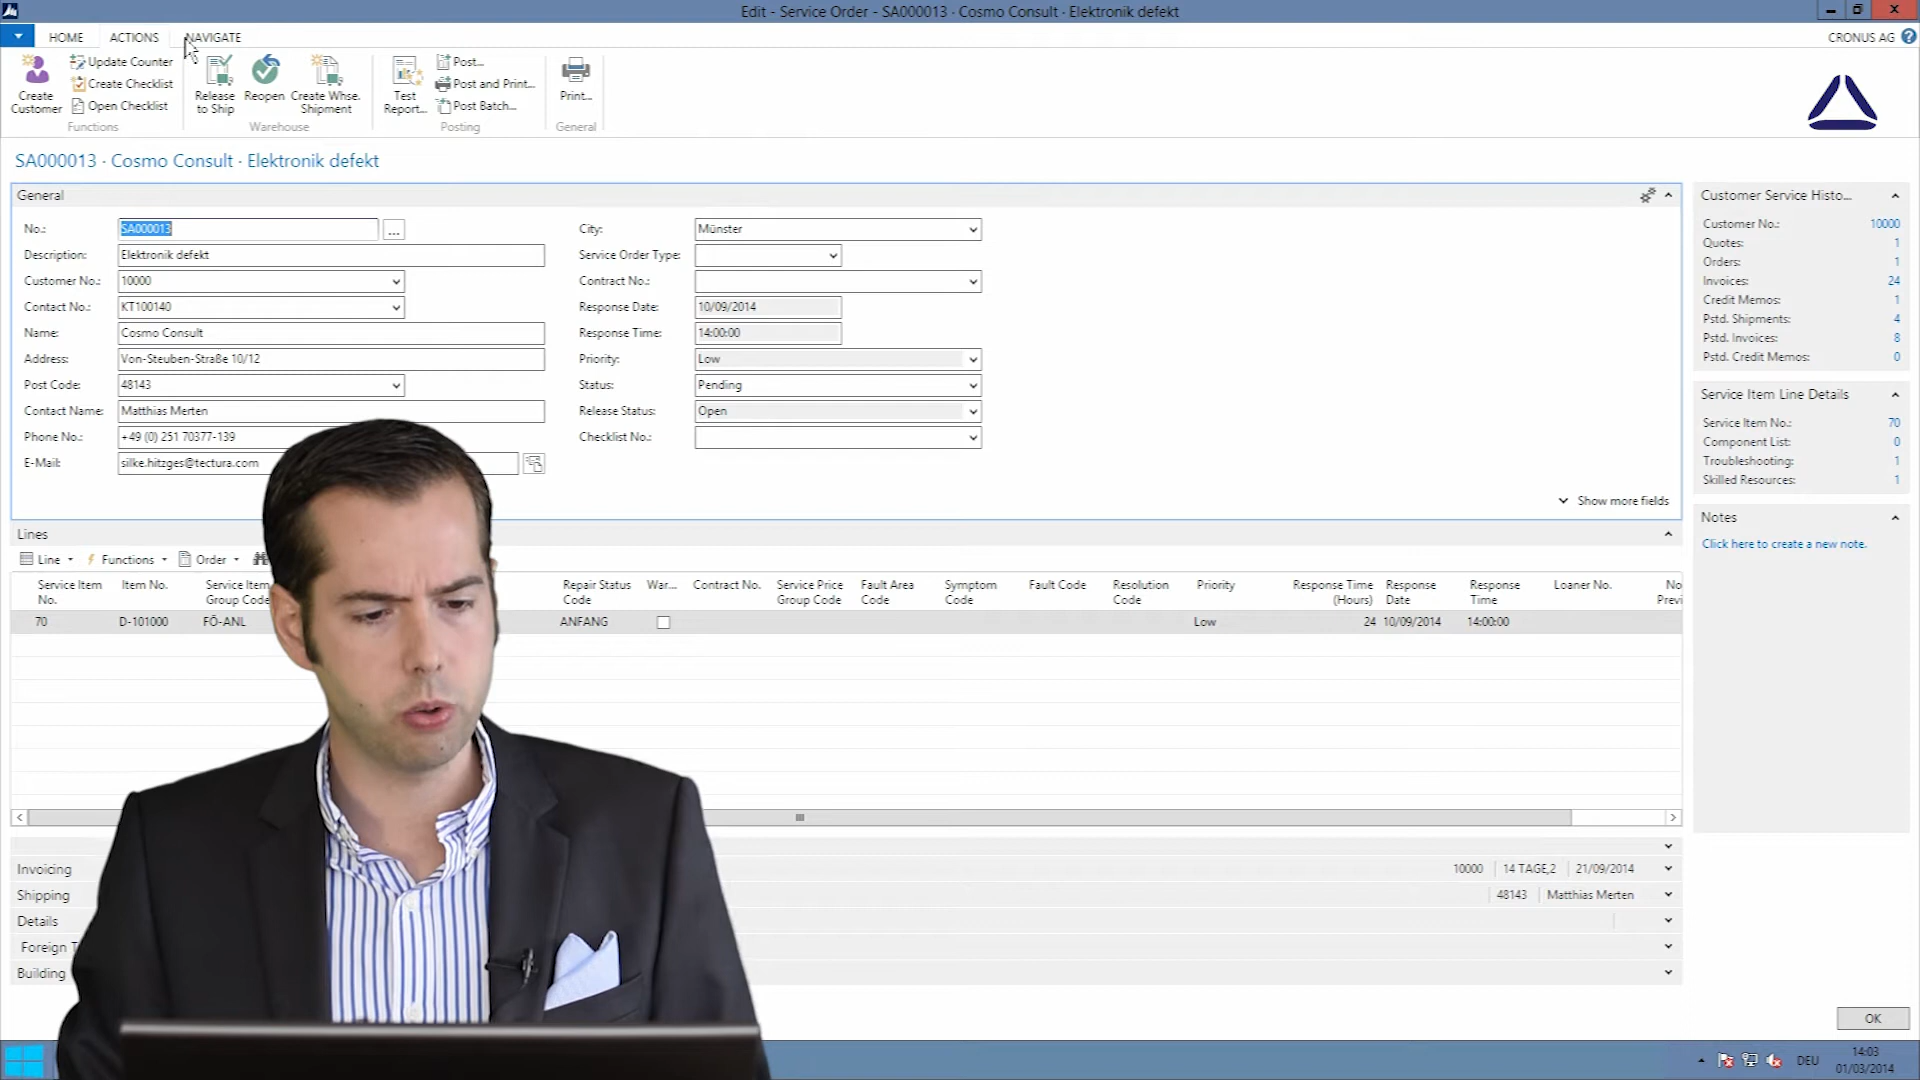 Edit - Service Order - SA000013 · Cosmo Consult · Elektronik defekt
HOME ACTIONS NAVIGATE
CRONUS AG
Create Customer
Update Counter
Create Checklist
Open Checklist
Functions
Release to Ship
Reopen
Create Whse. Shipment
Warehouse
Test Report...
Post...
Post and Print...
Post Batch...
Posting
Print...
General
SA000013 · Cosmo Consult · Elektronik defekt
General
No.: SA000013 ...
Description: Elektronik defekt
Customer No.: 10000
Contact No.: KT100140
Name: Cosmo Consult
Address: Von-Steuben-Straße 10/12
Post Code: 48143
Contact Name: Matthias Merten
Phone No.: +49 (0) 251 70377-139
E-Mail: silke.hitzges@tectura.com
City: Münster
Service Order Type:
Contract No.:
Response Date: 10/09/2014
Response Time: 14:00:00
Priority: Low
Status: Pending
Release Status: Open
Checklist No.:
Show more fields
Customer Service Histo...
Customer No.: 10000
Quotes: 1
Orders: 1
Invoices: 24
Credit Memos: 1
Pstd. Shipments: 4
Pstd. Invoices: 8
Pstd. Credit Memos: 0
Service Item Line Details
Service Item No.: 70
Component List: 0
Troubleshooting: 1
Skilled Resources: 1
Notes
Click here to create a new note.
Lines
Line Functions Order
Service Item No. Item No. Service Item Group Code Repair Status Code War... Contract No. Service Price Group Code Fault Area Code Symptom Code Fault Code Resolution Code Priority Response Time (Hours) Response Date Response Time Loaner No. No Previ
70 D-101000 FÖ-ANL ANFANG Low 24 10/09/2014 14:00:00
Invoicing 10000 14 TAGE,2 21/09/2014
Shipping 48143 Matthias Merten
Details
Foreign T
Building
OK
DEU
14:03
01/03/2014